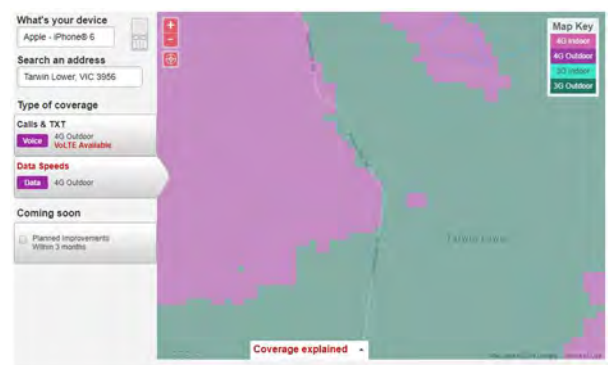 What's your device
Apple - iPhone® 6
Search an address
Tarwin Lower, VIC 3956
Type of coverage
Calls & TXT
Voice
4G Outdoor
VoLTE Available
Data Speeds
Data
4G Outdoor
Coming soon
Planned Improvements
Within 3 months
+
-
Map Key
4G Indoor
4G Outdoor
3G Indoor
3G Outdoor
Tarwin Lower
Coverage explained